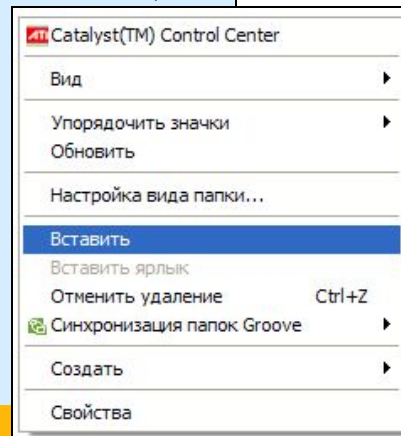 ATI Catalyst(TM) Control Center
Вид
Упорядочить значки
Обновить
Настройка вида папки...
Вставить
Вставить ярлык
Отменить удаление Ctrl+Z
Синхронизация папок Groove
Создать
Свойства